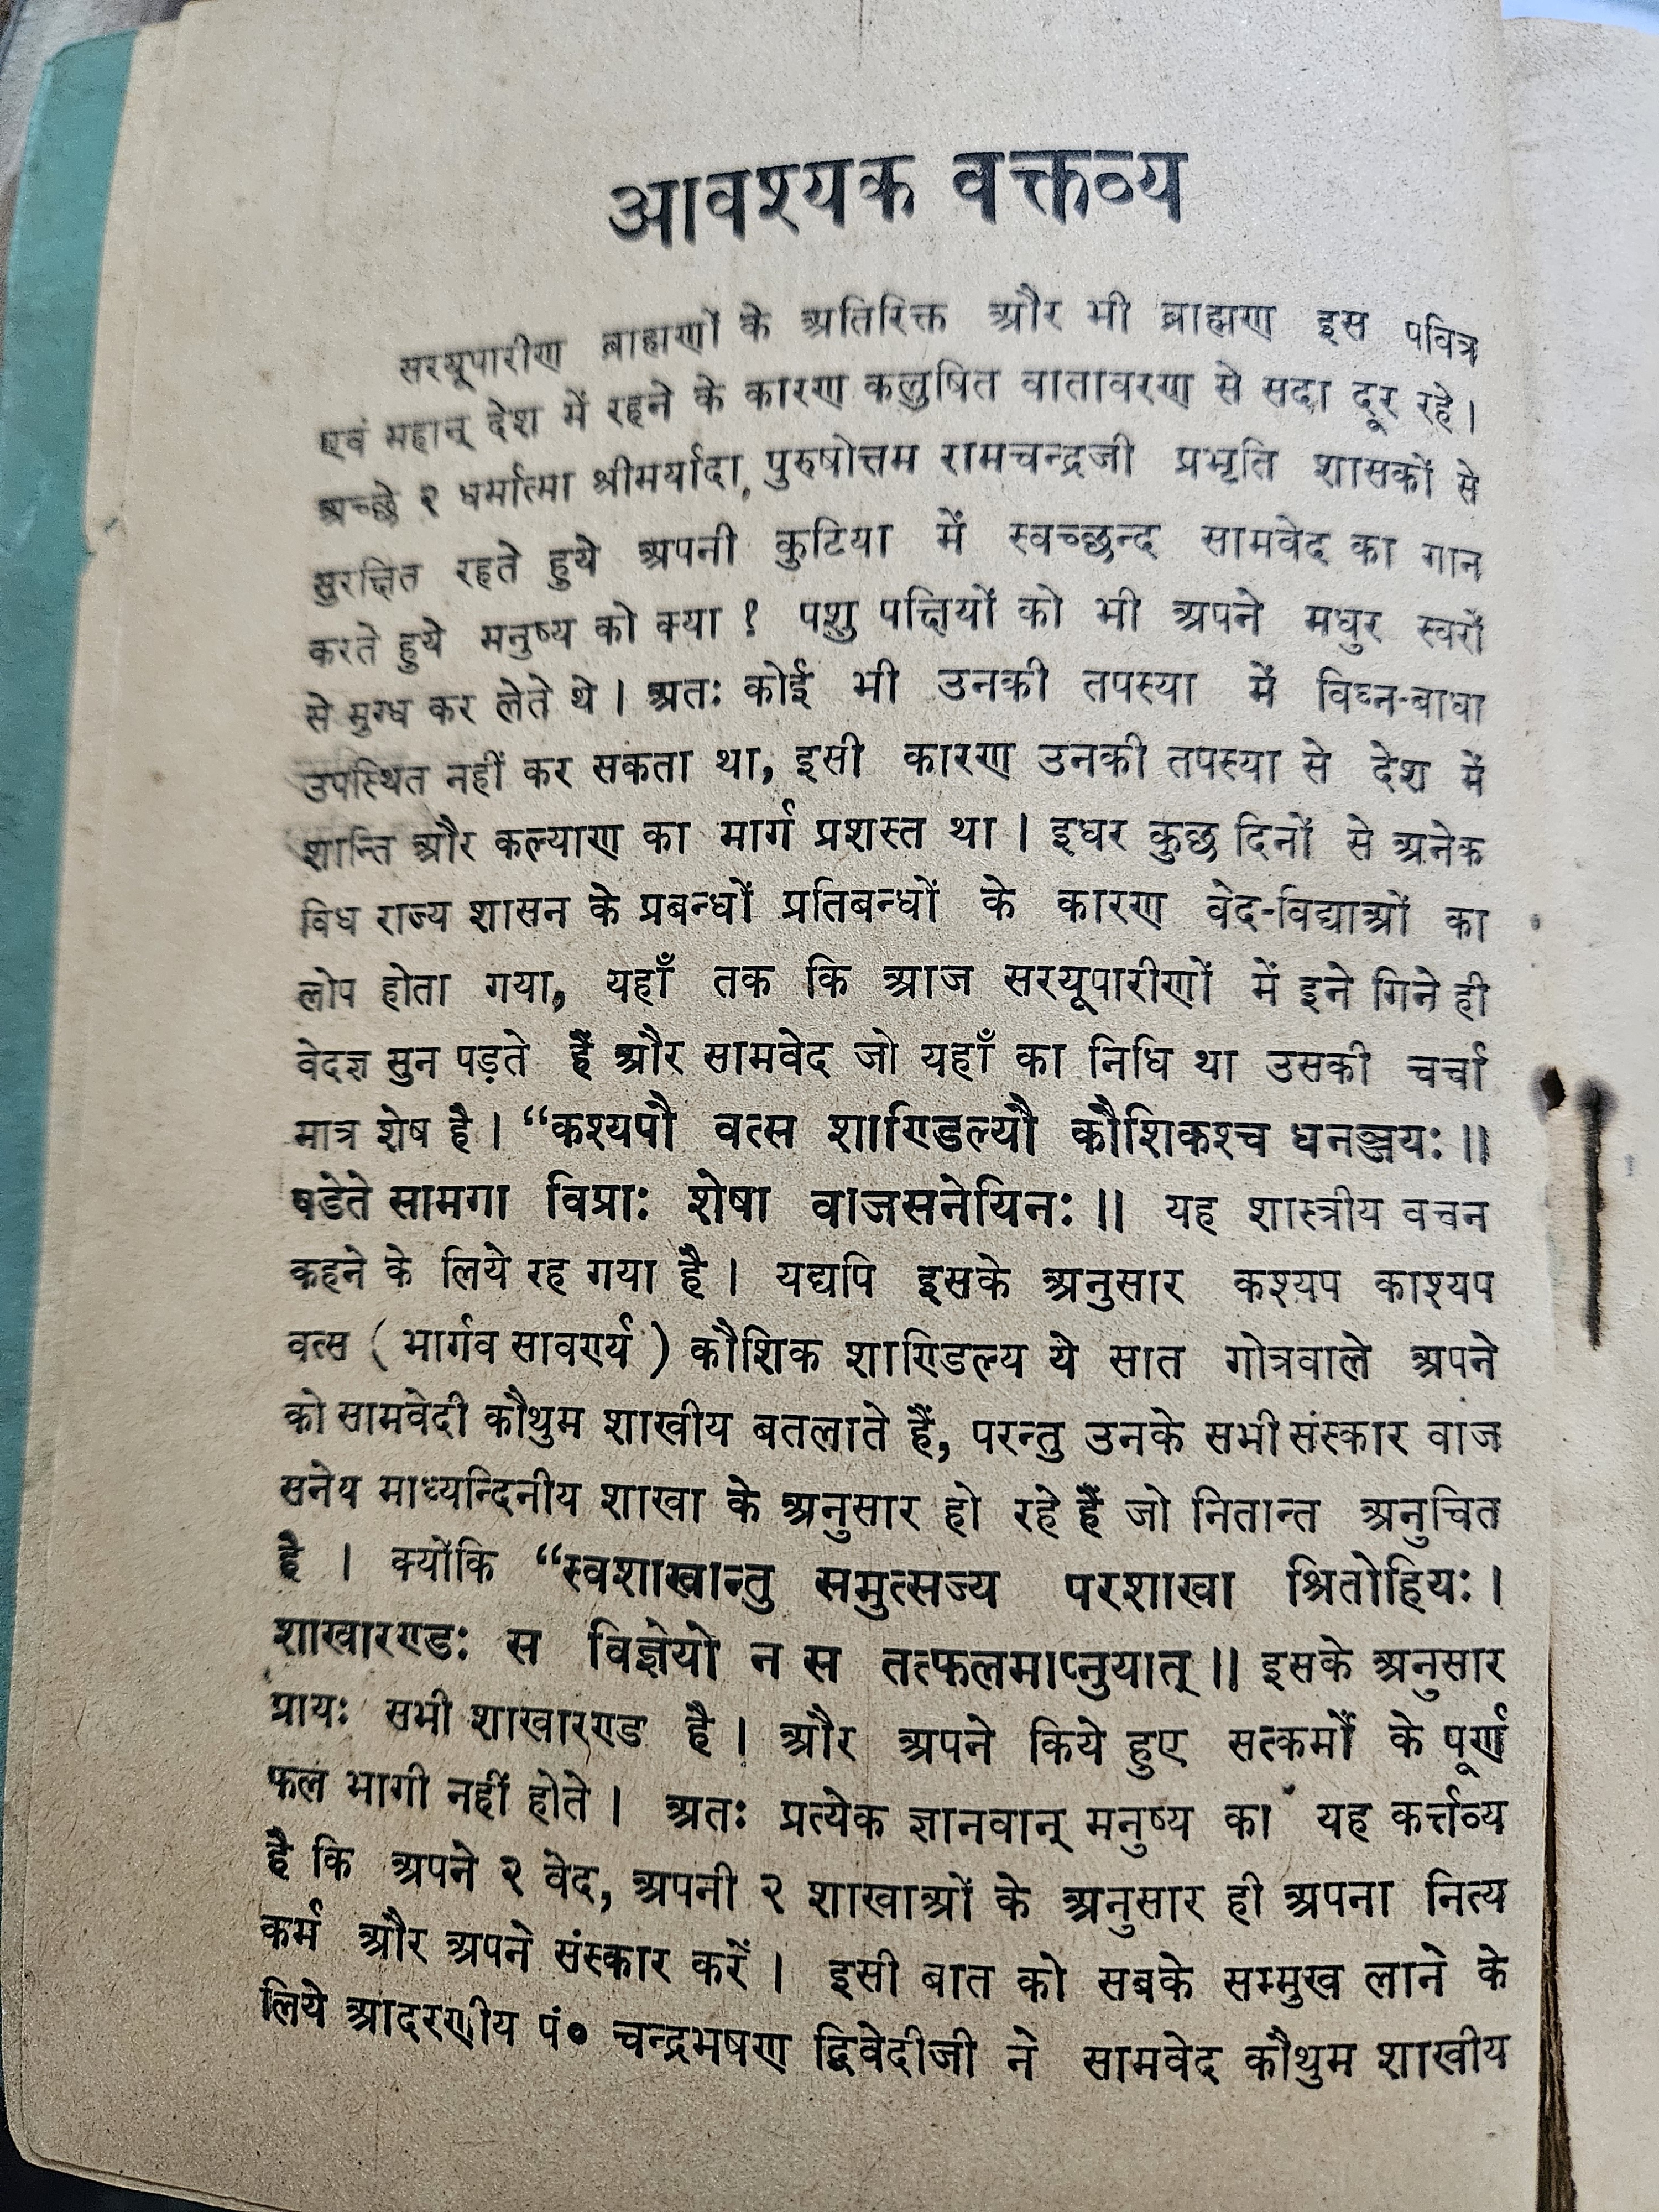 आवश्यक वक्तव्य
सरयूपारीण ब्राह्मणों के अतिरिक्त और भी ब्राह्मण इस पवित्र
एवं महान् देश में रहने के कारण कलुषित वातावरण से सदा दूर रहे।
अच्छे २ धर्मात्मा श्रीमर्यादा, पुरुषोत्तम रामचन्द्रजी प्रभृति शासकों से
सुरक्षित रहते हुये अपनी कुटिया में स्वच्छन्द सामवेद का गान
करते हुये मनुष्य को क्या ? पशु पक्षियों को भी अपने मधुर स्वरों
से मुग्ध कर लेते थे। अतः कोई भी उनकी तपस्या में विघ्न-बाधा
उपस्थित नहीं कर सकता था, इसी कारण उनकी तपस्या से देश में
शान्ति और कल्याण का मार्ग प्रशस्त था। इधर कुछ दिनों से अनेक
विध राज्य शासन के प्रबन्धों प्रतिबन्धों के कारण वेद-विद्याओं का
लोप होता गया, यहाँ तक कि आज सरयूपारीणों में इने गिने ही
वेदज्ञ सुन पड़ते हैं और सामवेद जो यहाँ का निधि था उसकी चर्चा
मात्र शेष है। “कश्यपौ वत्स शाण्डिल्यौ कौशिकश्च धनञ्जयः॥
षडेते सामगा विप्राः शेषा वाजसनेयिनः॥ यह शास्त्रीय वचन
कहने के लिये रह गया है। यद्यपि इसके अनुसार कश्यप काश्यप
वत्स ( भार्गव सावर्ण्य ) कौशिक शाण्डिल्य ये सात गोत्रवाले अपने
को सामवेदी कौथुम शाखीय बतलाते हैं, परन्तु उनके सभी संस्कार वाज
सनेय माध्यन्दिनीय शाखा के अनुसार हो रहे हैं जो नितान्त अनुचित
है । क्योंकि “स्वशाखान्तु समुत्सज्य परशाखा श्रितोहियः।
शाखारण्डः स विज्ञेयो न स तत्फलमाप्नुयात्॥ इसके अनुसार
प्रायः सभी शाखारण्ड है। और अपने किये हुए सत्कर्मों के पूर्ण
फल भागी नहीं होते। अतः प्रत्येक ज्ञानवान् मनुष्य का यह कर्त्तव्य
है कि अपने २ वेद, अपनी २ शाखाओं के अनुसार ही अपना नित्य
कर्म और अपने संस्कार करें। इसी बात को सबके सम्मुख लाने के
लिये आदरणीय पं० चन्द्रभषण द्विवेदीजी ने सामवेद कौथुम शाखीय